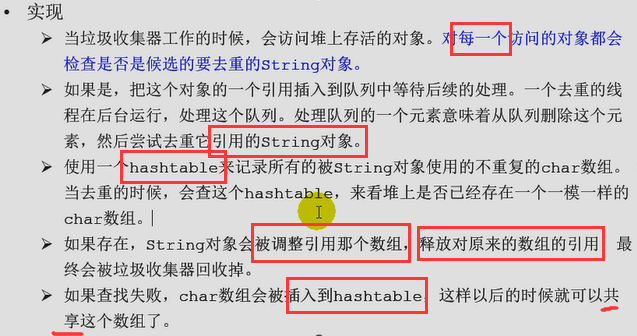 • 实现
➢ 当垃圾收集器工作的时候，会访问堆上存活的对象。对每一个访问的对象都会
检查是否是候选的要去重的String对象。
➢ 如果是，把这个对象的一个引用插入到队列中等待后续的处理。一个去重的线
程在后台运行，处理这个队列。处理队列的一个元素意味着从队列删除这个元
素，然后尝试去重它引用的String对象。
➢ 使用一个hashtable来记录所有的被String对象使用的不重复的char数组。
当去重的时候，会查这个hashtable，来看堆上是否已经存在一个一模一样的
char数组。
➢ 如果存在，String对象会被调整引用那个数组，释放对原来的数组的引用 最
终会被垃圾收集器回收掉。
➢ 如果查找失败，char数组会被插入到hashtable，这样以后的时候就可以共
享这个数组了。